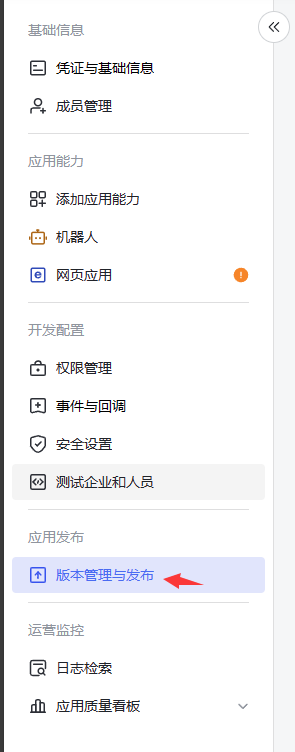 基础信息
凭证与基础信息
成员管理
应用能力
添加应用能力
机器人
网页应用
开发配置
权限管理
事件与回调
安全设置
测试企业和人员
应用发布
版本管理与发布
运营监控
日志检索
应用质量看板